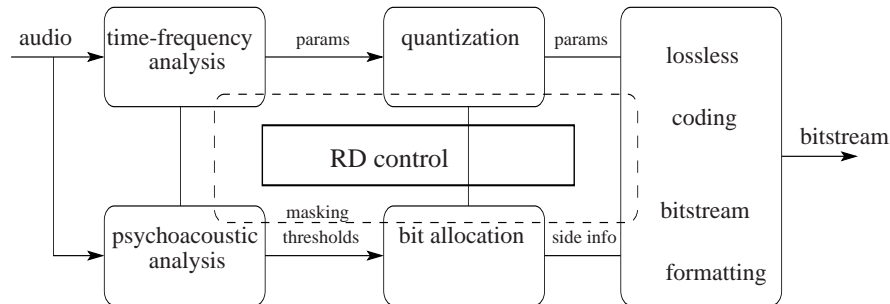 audio
time-frequency
analysis
params
quantization
params
lossless
coding
bitstream
formatting
bitstream
RD control
psychoacoustic
analysis
masking
thresholds
bit allocation
side info